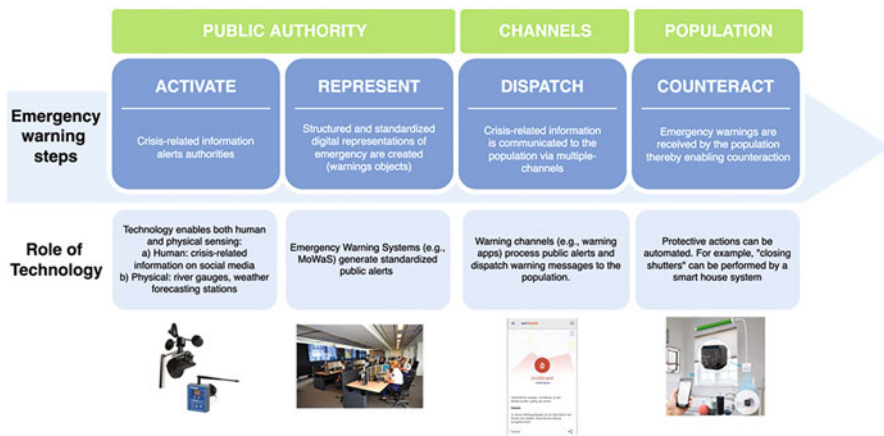 PUBLIC AUTHORITY
CHANNELS
POPULATION
Emergency
warning
steps
ACTIVATE
Crisis-related information
alerts authorities
REPRESENT
Structured and standardized
digital representations of
emergency are created
(warnings objects)
DISPATCH
Crisis-related information
is communicated to the
population via multiple-
channels
COUNTERACT
Emergency warnings are
received by the population
thereby enabling counteraction
Role of
Technology
Technology enables both human
and physical sensing:
a) Human: crisis-related
information on social media
b) Physical: river gauges, weather
forecasting stations
Emergency Warning Systems (e.g.,
MoWaS) generate standardized
public alerts
Warning channels (e.g., warning
apps) process public alerts and
dispatch warning messages to the
population.
Protective actions can be
automated. For example, "closing
shutters" can be performed by a
smart house system